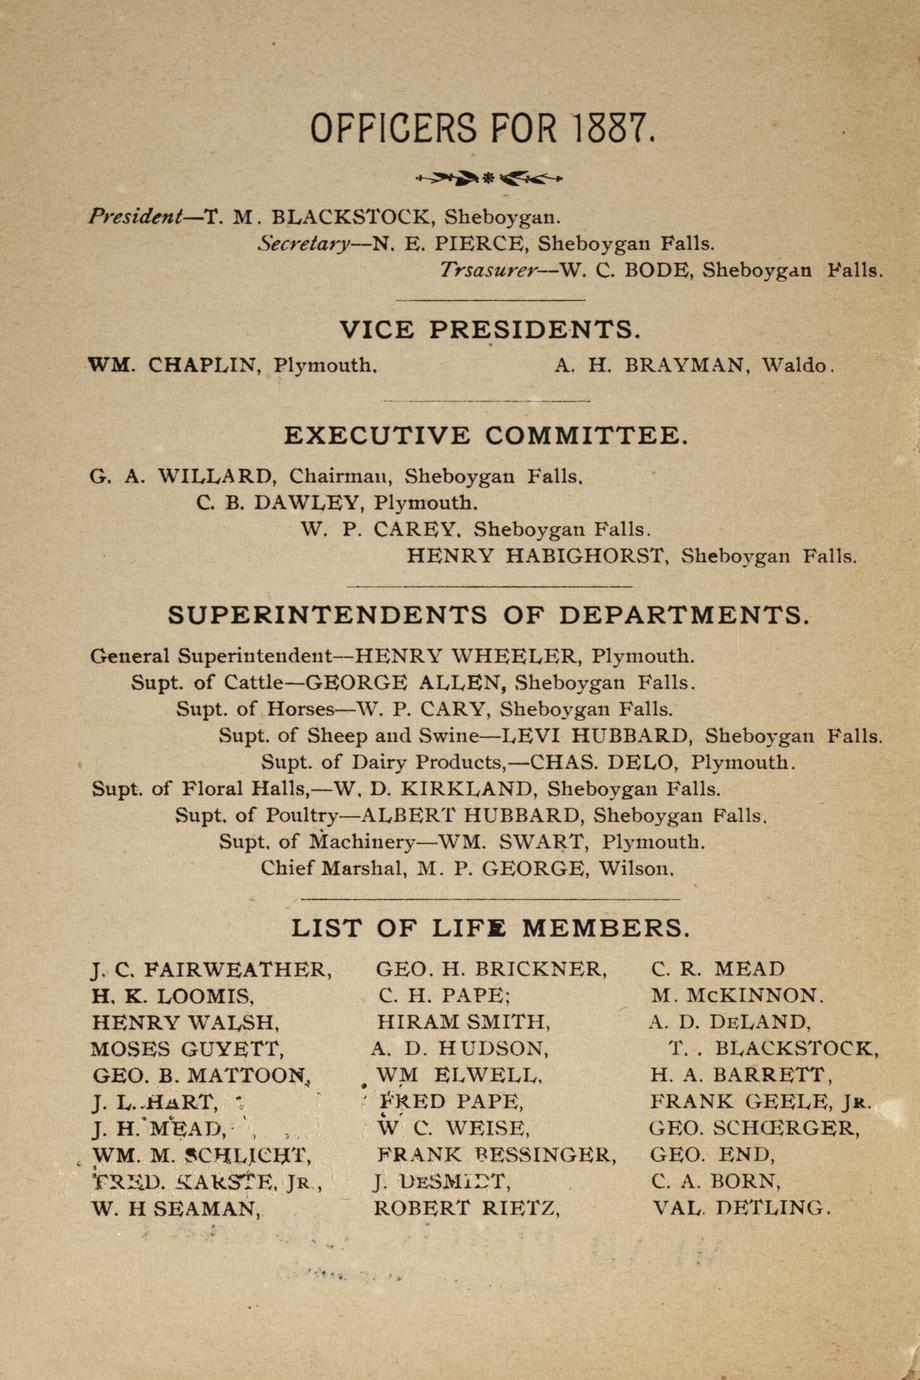 OFFICERS FOR 1887.
President—T. M. BLACKSTOCK, Sheboygan.
Secretary—N. E. PIERCE, Sheboygan Falls.
Trsasurer—W. C. BODE, Sheboygan Falls.
VICE PRESIDENTS.
WM. CHAPLIN, Plymouth. A. H. BRAYMAN, Waldo.
EXECUTIVE COMMITTEE.
G. A. WILLARD, Chairman, Sheboygan Falls.
C. B. DAWLEY, Plymouth.
W. P. CAREY. Sheboygan Falls.
HENRY HABIGHORST, Sheboygan Falls.
SUPERINTENDENTS OF DEPARTMENTS.
General Superintendent—HENRY WHEELER, Plymouth.
Supt. of Cattle—GEORGE ALLEN, Sheboygan Falls.
Supt. of Horses—W. P. CARY, Sheboygan Falls.
Supt. of Sheep and Swine—LEVI HUBBARD, Sheboygan Falls.
Supt. of Dairy Products,—CHAS. DELO, Plymouth.
Supt. of Floral Halls,—W. D. KIRKLAND, Sheboygan Falls.
Supt. of Poultry—ALBERT HUBBARD, Sheboygan Falls.
Supt. of Machinery—WM. SWART, Plymouth.
Chief Marshal, M. P. GEORGE, Wilson.
LIST OF LIFE MEMBERS.
J. C. FAIRWEATHER, GEO. H. BRICKNER, C. R. MEAD
H. K. LOOMIS, C. H. PAPE; M. McKINNON.
HENRY WALSH, HIRAM SMITH, A. D. DELAND,
MOSES GUYETT, A. D. HUDSON, T. . BLACKSTOCK,
GEO. B. MATTOON, WM ELWELL. H. A. BARRETT,
J. L. HART, FRED PAPE, FRANK GEELE, JR.
J. H. MEAD, W C. WEISE, GEO. SCHŒRGER,
WM. M. SCHLICHT, FRANK BESSINGER, GEO. END,
FRED. JR., J. DESMIDT, C. A. BORN,
W. H SEAMAN, ROBERT RIETZ, VAL. DETLING.